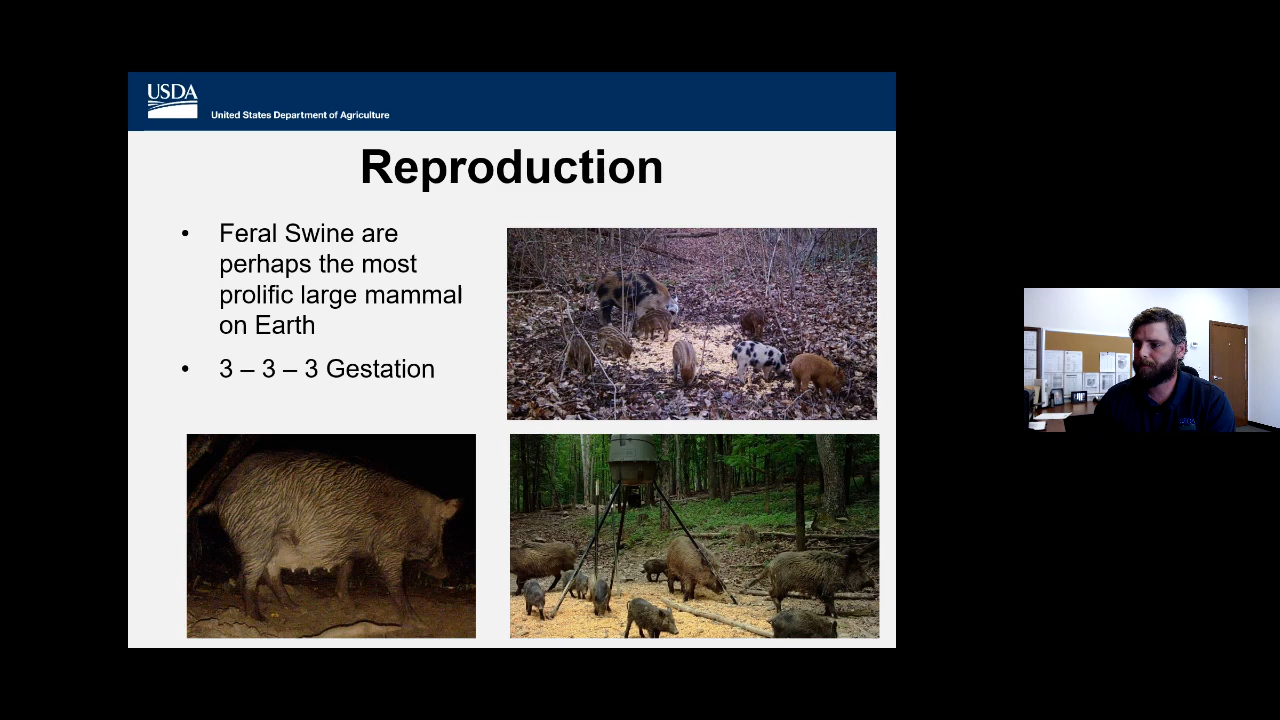 USDA
United States Department of Agriculture
Reproduction
• Feral Swine are
perhaps the most
prolific large mammal
on Earth
• 3 – 3 – 3 Gestation